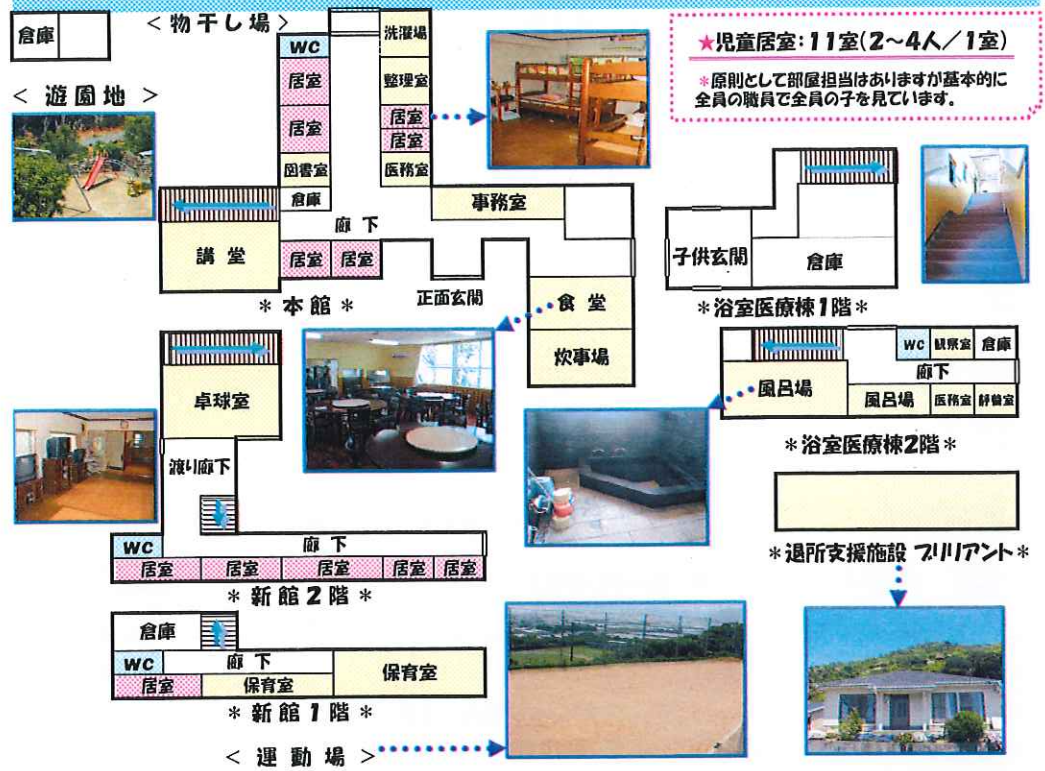 倉庫
< 物干し場 >
< 遊園地 >
WC
居室
居室
図書室
倉庫
洗濯場
整理室
居室
居室
医務室
★児童居室:11室(2～4人/1室)
*原則として部屋担当はありますが基本的に
全員の職員で全員の子を見ています。
講堂
廊下
居室
居室
事務室
正面玄関
食堂
炊事場
*本館*
子供玄関
倉庫
*浴室医療棟1階*
WC
観察室
倉庫
廊下
風呂場
風呂場
医務室
静養室
*浴室医療棟2階*
卓球室
渡り廊下
WC
廊下
居室
居室
居室
居室
居室
*新館2階*
*退所支援施設 ブリリアント*
倉庫
WC
廊下
居室
保育室
保育室
*新館1階*
< 運動場 >